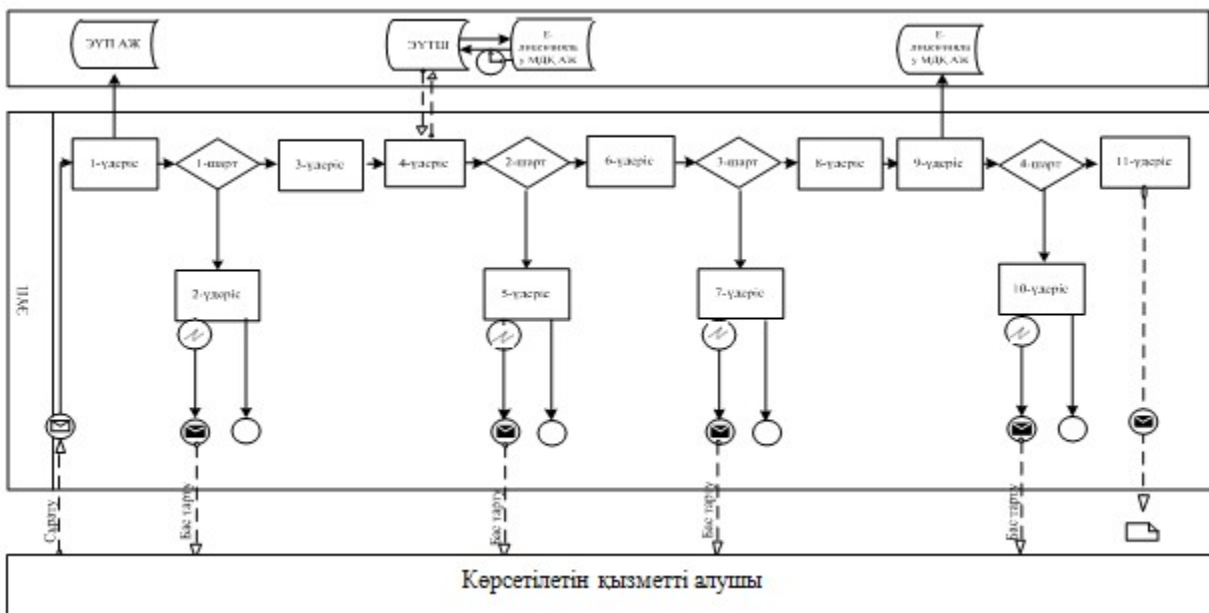 ЭҮП АЖ
ЭҮТШ
Е-
лицензиялa
у МДҚ АЖ
Е-
лицензиялa
у МДҚ АЖ
1-үдеріс
1-шарт
3-үдеріс
4-үдеріс
2-шарт
6-үдеріс
3-шарт
8-үдеріс
9-үдеріс
4-шарт
11-үдеріс
2-үдеріс
5-үдеріс
7-үдеріс
10-үдеріс
ЭҮП
Сұрату
Бас тарту
Бас тарту
Бас тарту
Бас тарту
Көрсетілетін қызметті алушы